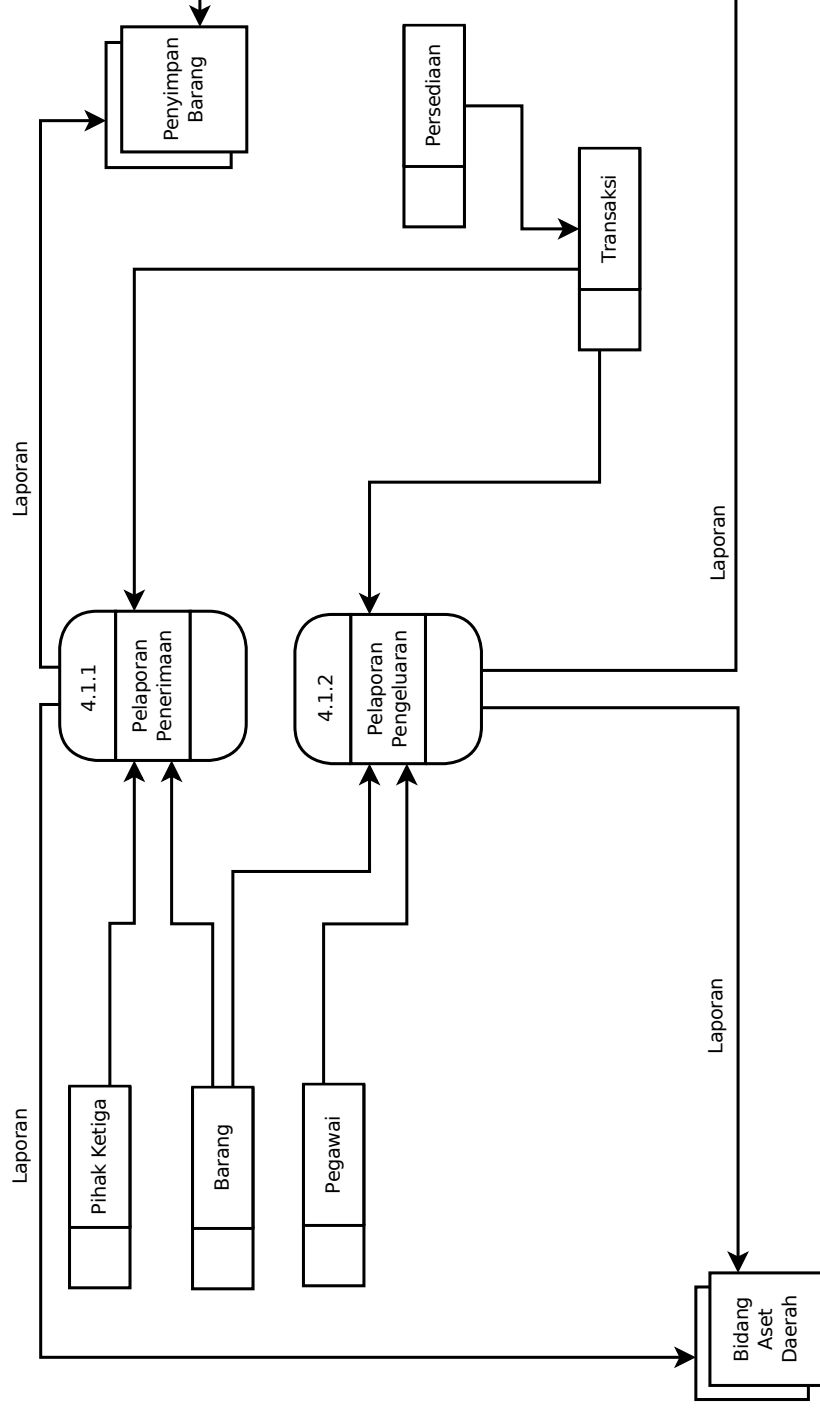 Laporan
Laporan
Pihak Ketiga
4.1.1
Pelaporan
Penerimaan
Penyimpan
Barang
Barang
Pegawai
4.1.2
Pelaporan
Pengeluaran
Persediaan
Transaksi
Laporan
Laporan
Bidang
Aset
Daerah